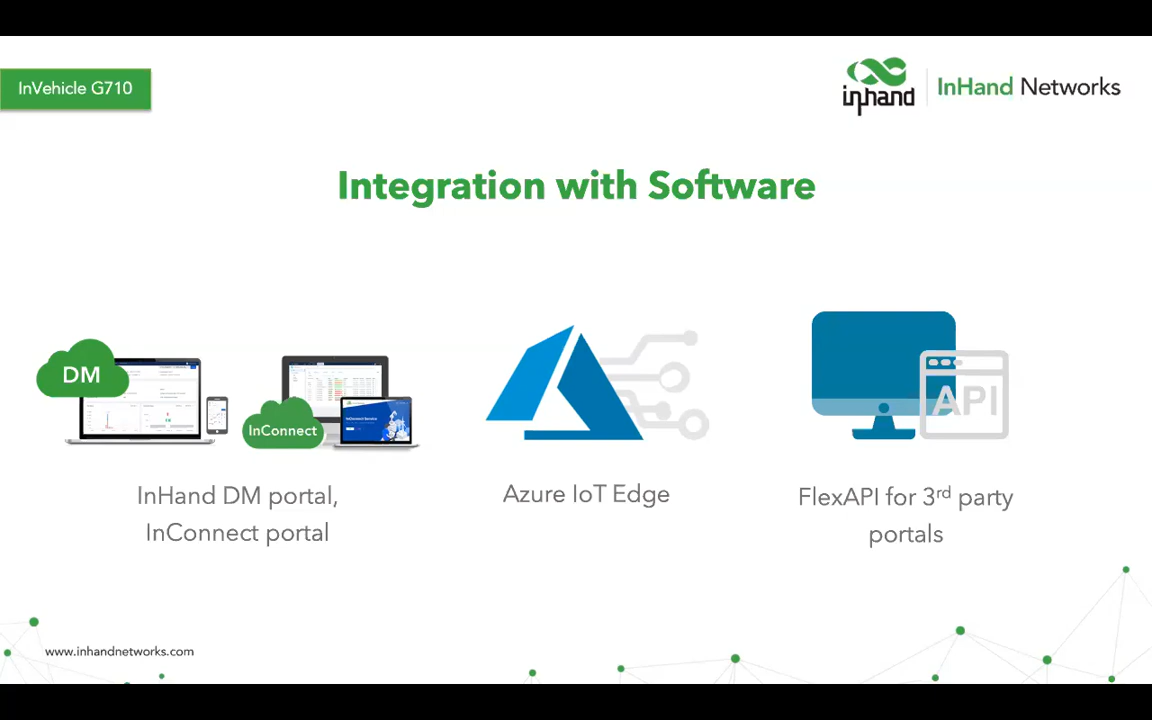 InVehicle G710
inhand
InHand Networks
Integration with Software
DM
InConnect
API
InHand DM portal,
InConnect portal
Azure IoT Edge
FlexAPI for 3rd party
portals
www.inhandnetworks.com